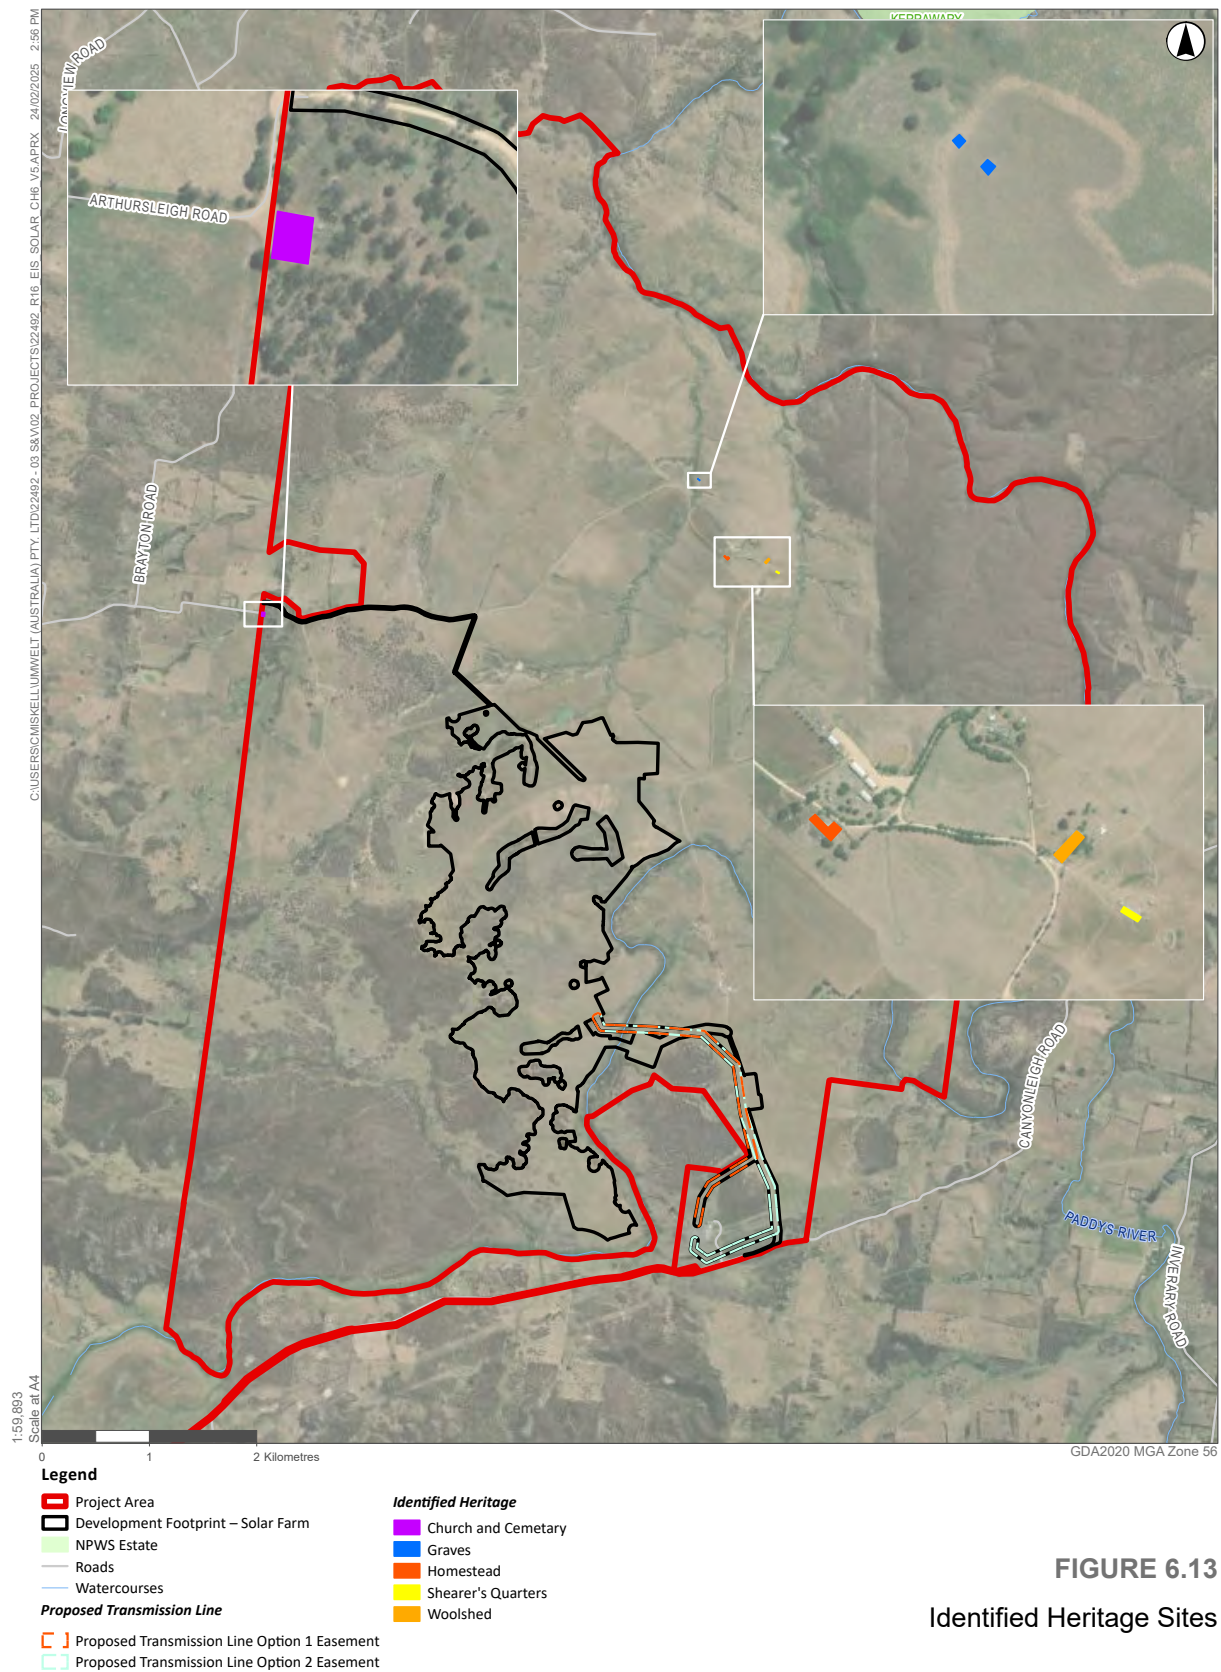 C:\USERS\CMISKELL\UMWELT (AUSTRALIA) PTY. LTD\22492 - 03 S&V\02_PROJECTS\22492_R16_EIS_SOLAR_CH6_V5.APRX 24/02/2025 2:56 PM
KERRAWARY
LONGVIEW ROAD
ARTHURSLEIGH ROAD
BRAYTON ROAD
CANYONLEIGH ROAD
PADDYS RIVER
INVERARY ROAD
1:59,893
Scale at A4
0 1 2 Kilometres
GDA2020 MGA Zone 56
Legend
Project Area
Development Footprint – Solar Farm
NPWS Estate
Roads
Watercourses
Proposed Transmission Line
Proposed Transmission Line Option 1 Easement
Proposed Transmission Line Option 2 Easement
Identified Heritage
Church and Cemetary
Graves
Homestead
Shearer's Quarters
Woolshed
FIGURE 6.13
Identified Heritage Sites